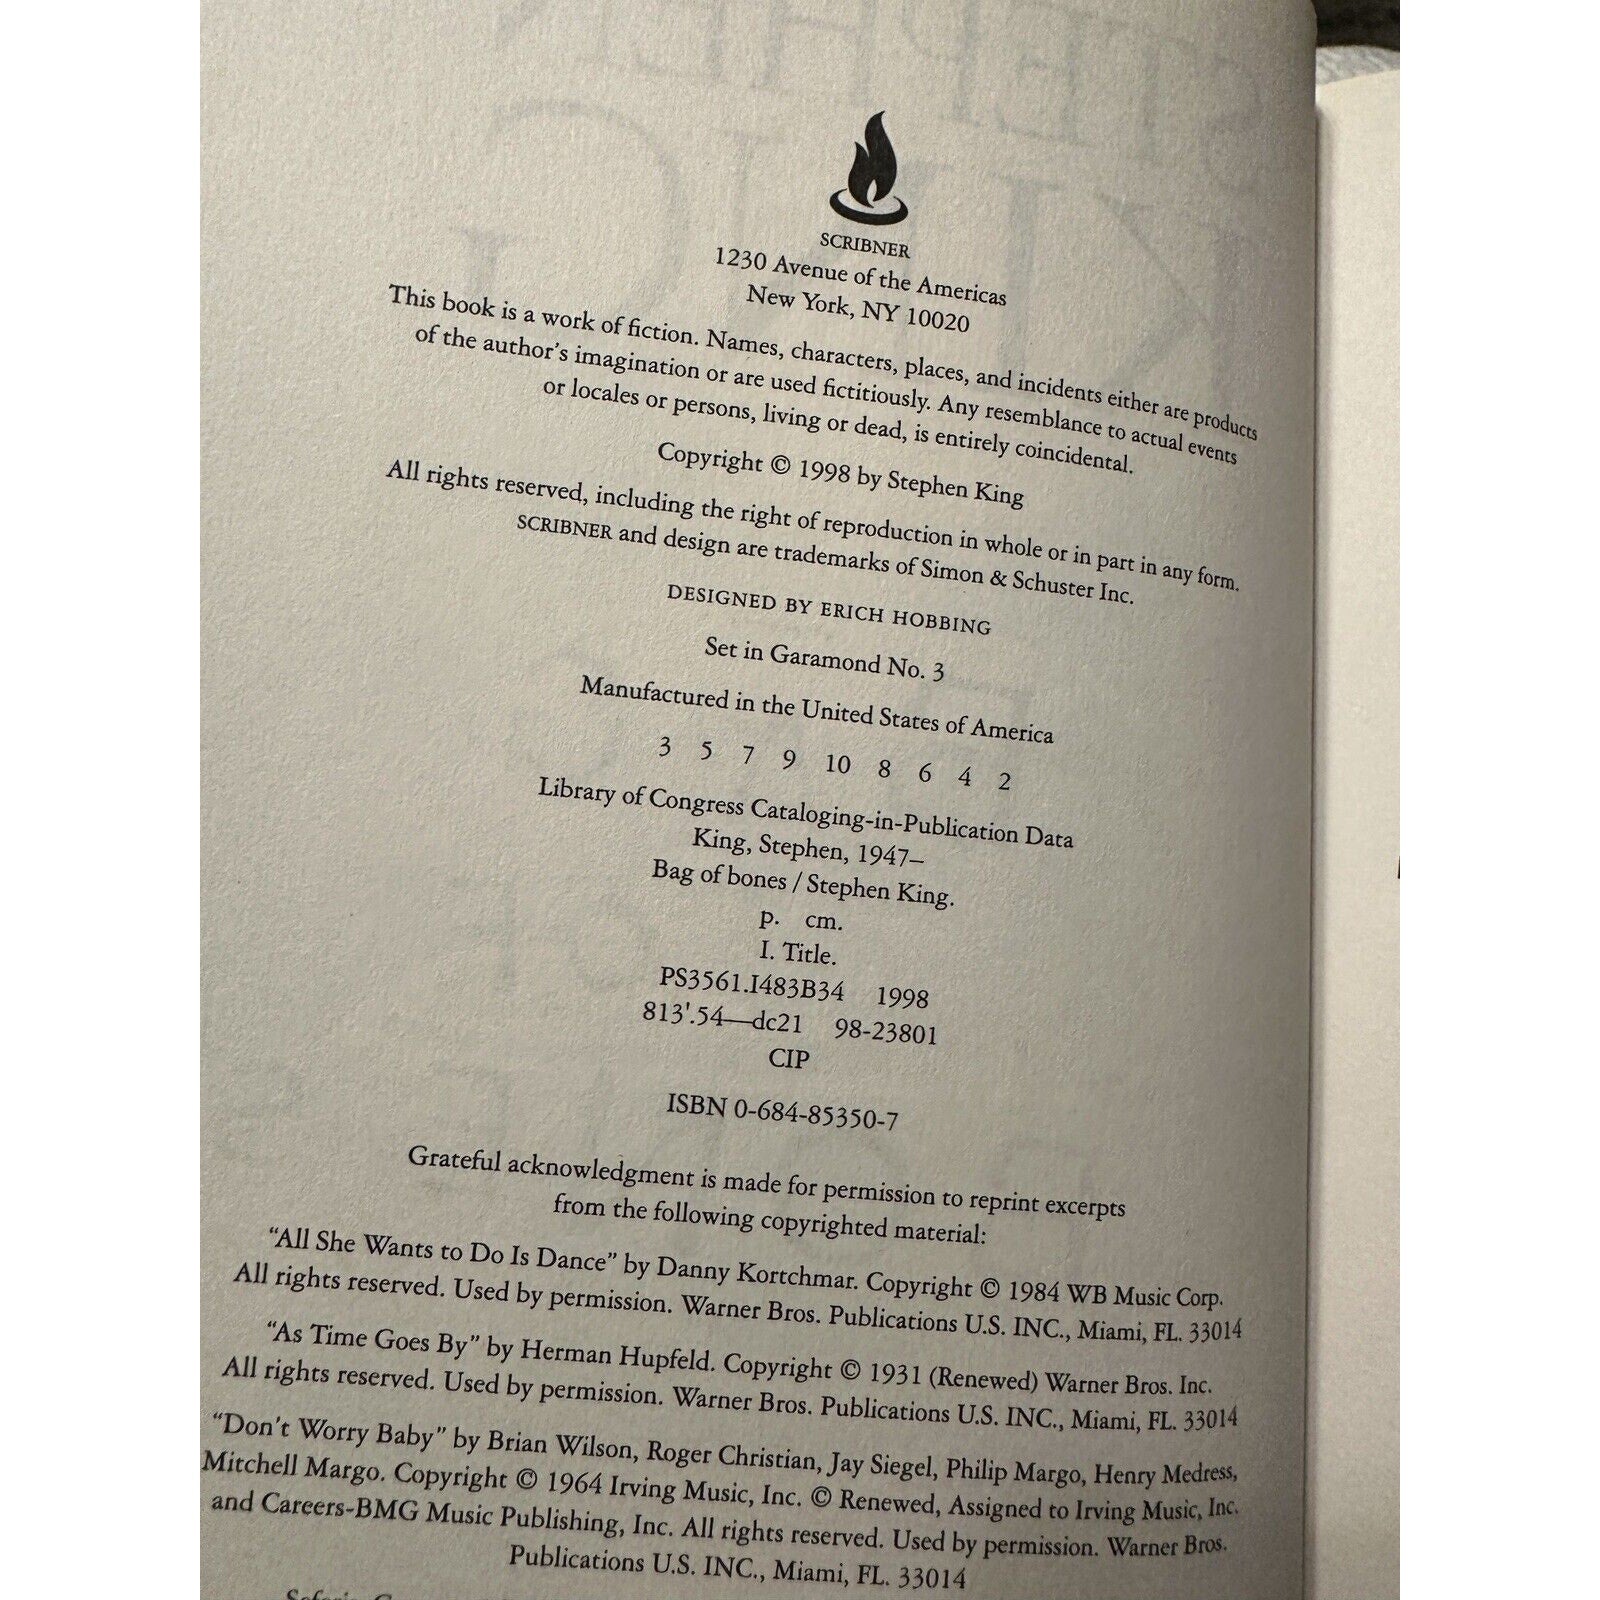 SCRIBNER
1230 Avenue of the Americas
New York, NY 10020
This book is a work of fiction. Names, characters, places, and incidents either are products
of the author's imagination or are used fictitiously. Any resemblance to actual events
or locales or persons, living or dead, is entirely coincidental.
Copyright © 1998 by Stephen King
All rights reserved, including the right of reproduction in whole or in part in any form.
SCRIBNER and design are trademarks of Simon & Schuster Inc.
DESIGNED BY ERICH HOBBING
Set in Garamond No. 3
Manufactured in the United States of America
3 5 7 9 10 8 6 4 2
Library of Congress Cataloging-in-Publication Data
King, Stephen, 1947–
Bag of bones / Stephen King.
p. cm.
I. Title.
PS3561.I483B34 1998
813'.54—dc21 98-23801
CIP
ISBN 0-684-85350-7
Grateful acknowledgment is made for permission to reprint excerpts
from the following copyrighted material:
"All She Wants to Do Is Dance" by Danny Kortchmar. Copyright © 1984 WB Music Corp.
All rights reserved. Used by permission. Warner Bros. Publications U.S. INC., Miami, FL. 33014
"As Time Goes By" by Herman Hupfeld. Copyright © 1931 (Renewed) Warner Bros. Inc.
All rights reserved. Used by permission. Warner Bros. Publications U.S. INC., Miami, FL. 33014
"Don't Worry Baby" by Brian Wilson, Roger Christian, Jay Siegel, Philip Margo, Henry Medress,
Mitchell Margo. Copyright © 1964 Irving Music, Inc. © Renewed, Assigned to Irving Music, Inc.
and Careers-BMG Music Publishing, Inc. All rights reserved. Used by permission. Warner Bros.
Publications U.S. INC., Miami, FL. 33014